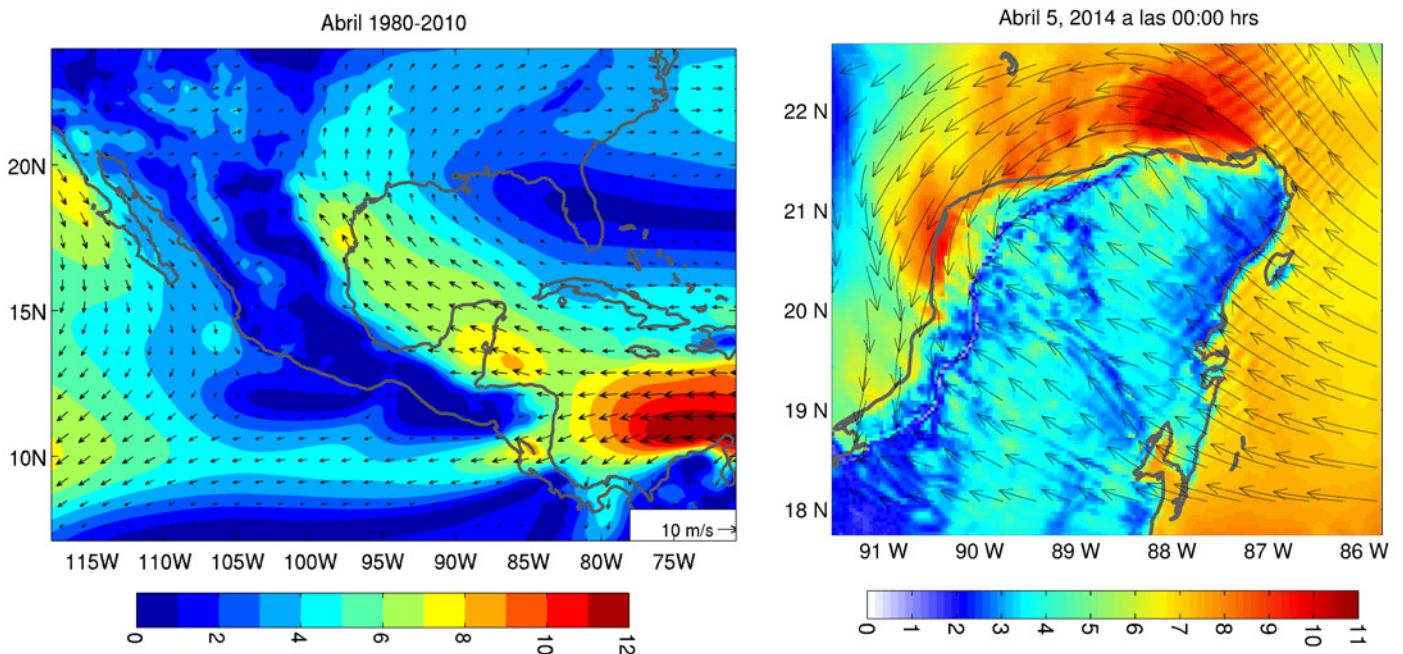 Abril 1980-2010
20N
15N
10N
10 m/s
115W 110W 105W 100W 95W 90W 85W 80W 75W
0 2 4 6 8 10 12
Abril 5, 2014 a las 00:00 hrs
22 N
21 N
20 N
19 N
18 N
91 W 90 W 89 W 88 W 87 W 86 W
0 1 2 3 4 5 6 7 8 9 10 11